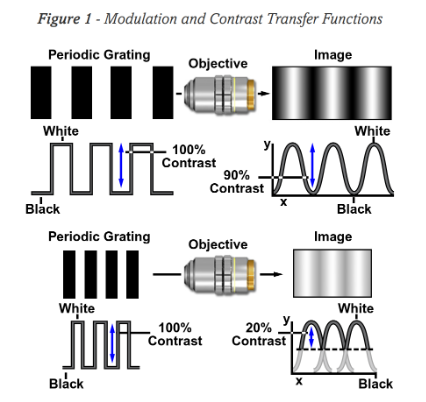 Figure 1 - Modulation and Contrast Transfer Functions
Periodic Grating
Objective
Image
White
100%
Contrast
Black
y
White
90%
Contrast
x
Black
Periodic Grating
Objective
Image
White
100%
Contrast
Black
20%
Contrast
y
White
x
Black